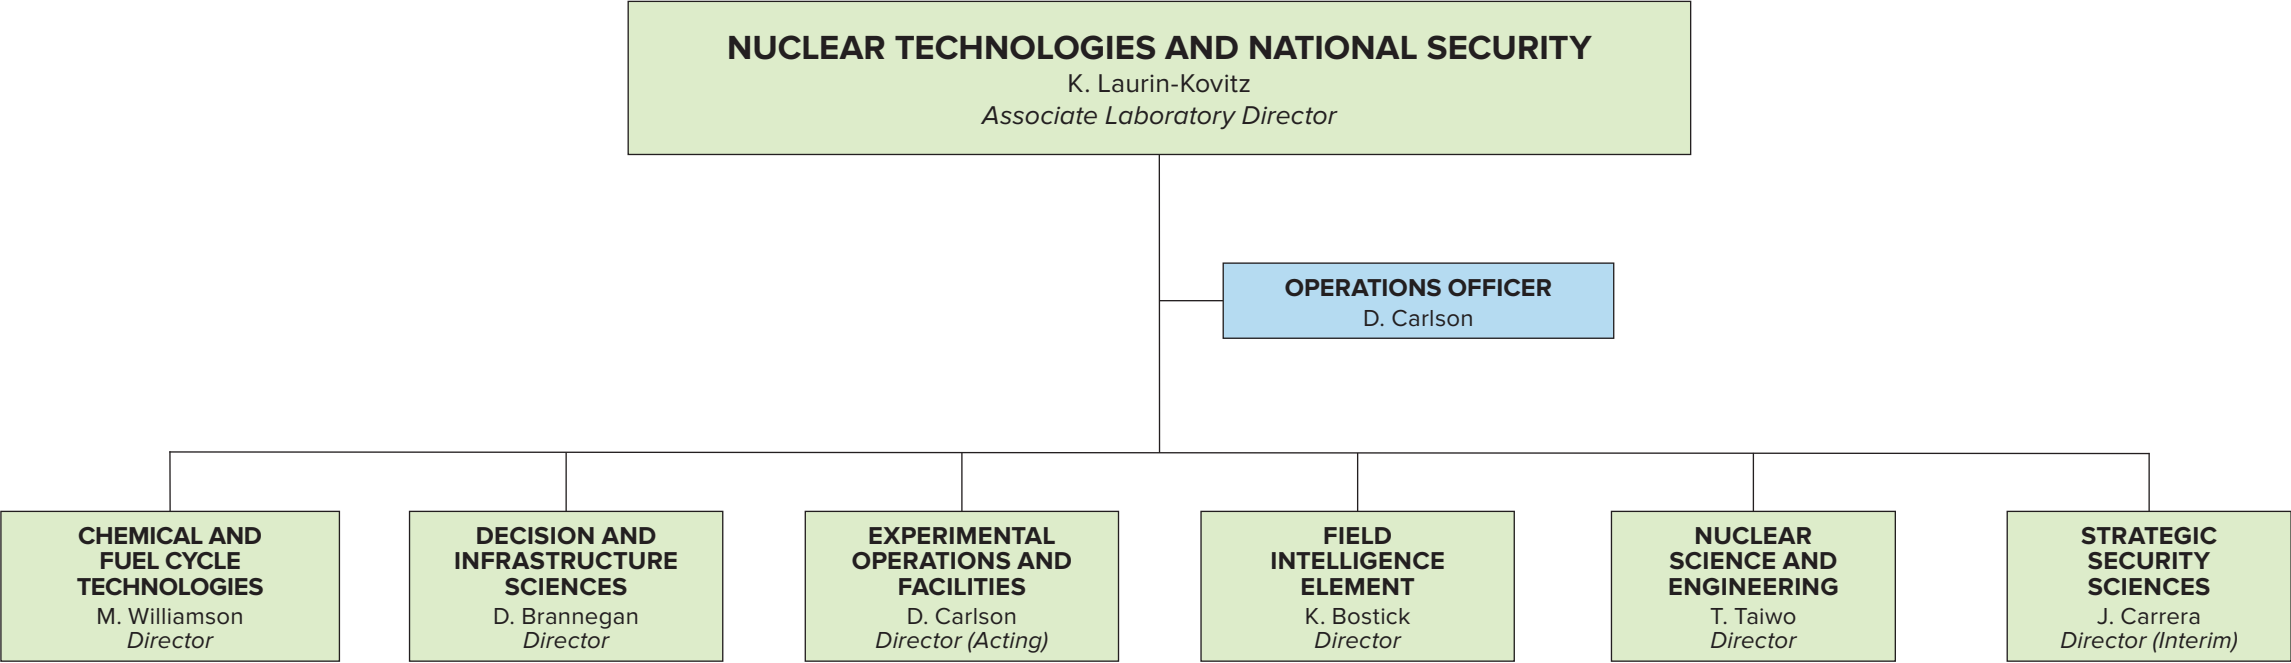 NUCLEAR TECHNOLOGIES AND NATIONAL SECURITY
K. Laurin-Kovitz
Associate Laboratory Director
OPERATIONS OFFICER
D. Carlson
CHEMICAL AND
FUEL CYCLE
TECHNOLOGIES
M. Williamson
Director
DECISION AND
INFRASTRUCTURE
SCIENCES
D. Brannegan
Director
EXPERIMENTAL
OPERATIONS AND
FACILITIES
D. Carlson
Director (Acting)
FIELD
INTELLIGENCE
ELEMENT
K. Bostick
Director
NUCLEAR
SCIENCE AND
ENGINEERING
T. Taiwo
Director
STRATEGIC
SECURITY
SCIENCES
J. Carrera
Director (Interim)